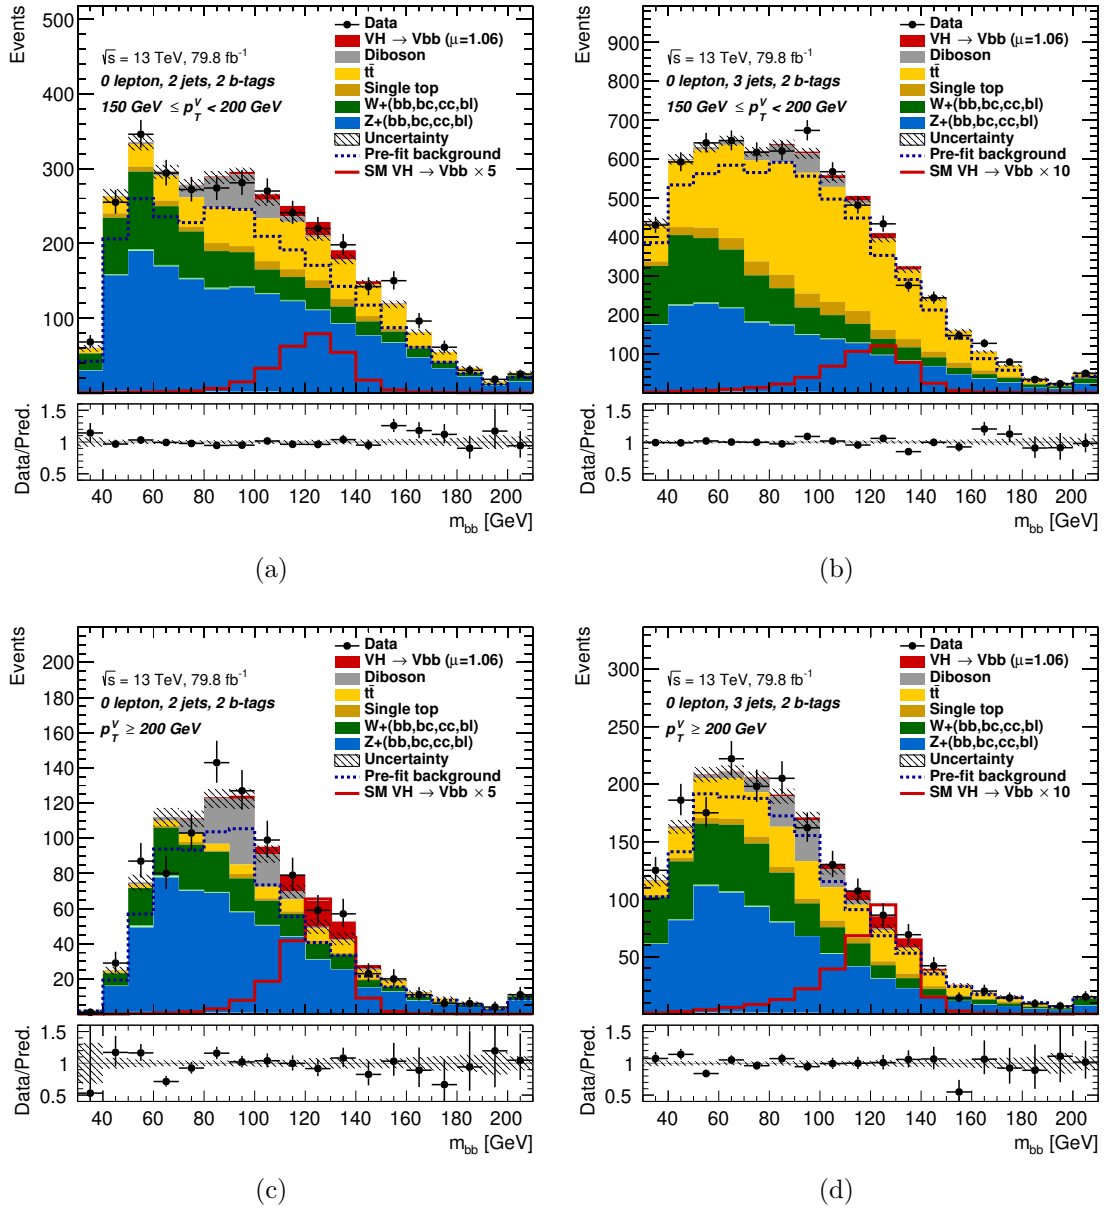 Events
500
400
300
200
100
√s = 13 TeV, 79.8 fb⁻¹
0 lepton, 2 jets, 2 b-tags
150 GeV ≤ p_T^V < 200 GeV
Data
VH → Vbb (μ=1.06)
Diboson
tt̄
Single top
W+(bb,bc,cc,bl)
Z+(bb,bc,cc,bl)
Uncertainty
Pre-fit background
SM VH → Vbb × 5
Data/Pred.
1.5
1
0.5
40 60 80 100 120 140 160 180 200
m_bb [GeV]
(a)
Events
900
800
700
600
500
400
300
200
100
√s = 13 TeV, 79.8 fb⁻¹
0 lepton, 3 jets, 2 b-tags
150 GeV ≤ p_T^V < 200 GeV
Data
VH → Vbb (μ=1.06)
Diboson
tt̄
Single top
W+(bb,bc,cc,bl)
Z+(bb,bc,cc,bl)
Uncertainty
Pre-fit background
SM VH → Vbb × 10
Data/Pred.
1.5
1
0.5
40 60 80 100 120 140 160 180 200
m_bb [GeV]
(b)
Events
200
180
160
140
120
100
80
60
40
20
√s = 13 TeV, 79.8 fb⁻¹
0 lepton, 2 jets, 2 b-tags
p_T^V ≥ 200 GeV
Data
VH → Vbb (μ=1.06)
Diboson
tt̄
Single top
W+(bb,bc,cc,bl)
Z+(bb,bc,cc,bl)
Uncertainty
Pre-fit background
SM VH → Vbb × 5
Data/Pred.
1.5
1
0.5
40 60 80 100 120 140 160 180 200
m_bb [GeV]
(c)
Events
300
250
200
150
100
50
√s = 13 TeV, 79.8 fb⁻¹
0 lepton, 3 jets, 2 b-tags
p_T^V ≥ 200 GeV
Data
VH → Vbb (μ=1.06)
Diboson
tt̄
Single top
W+(bb,bc,cc,bl)
Z+(bb,bc,cc,bl)
Uncertainty
Pre-fit background
SM VH → Vbb × 10
Data/Pred.
1.5
1
0.5
40 60 80 100 120 140 160 180 200
m_bb [GeV]
(d)